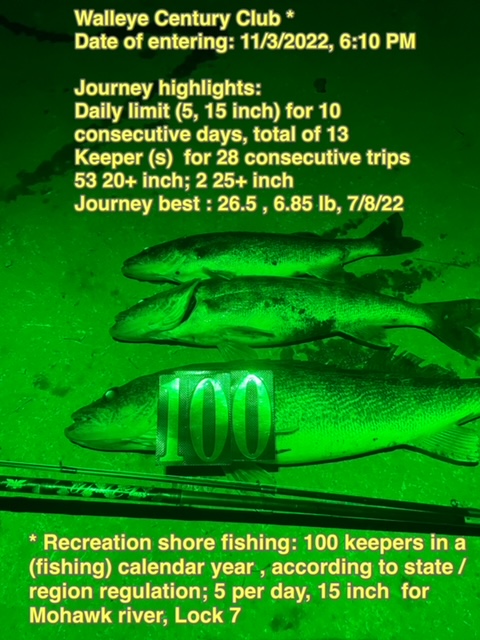 Walleye Century Club *
Date of entering: 11/3/2022, 6:10 PM
Journey highlights:
Daily limit (5, 15 inch) for 10
consecutive days, total of 13
Keeper (s)  for 28 consecutive trips
53 20+ inch; 2 25+ inch
Journey best : 26.5 , 6.85 lb, 7/8/22
100
* Recreation shore fishing: 100 keepers in a
(fishing) calendar year , according to state /
region regulation; 5 per day, 15 inch  for
Mohawk river, Lock 7